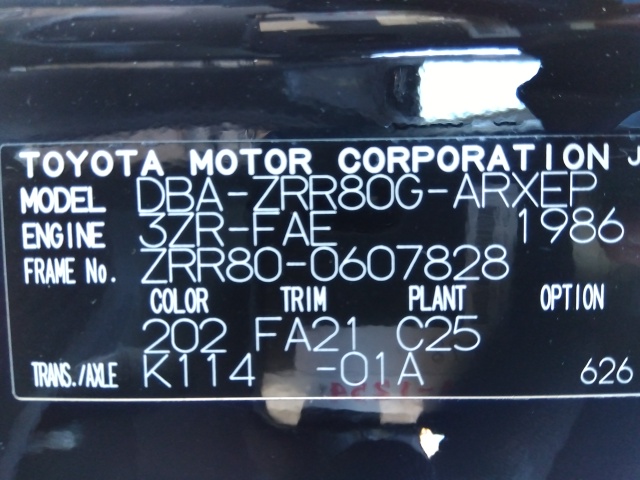 TOYOTA MOTOR CORPORATION J
MODEL DBA-ZRR80G-ARXEP
ENGINE 3ZR-FAE 1986
FRAME No. ZRR80-0607828
COLOR TRIM PLANT OPTION
202 FA21 C25
TRANS./AXLE K114 -01A 626